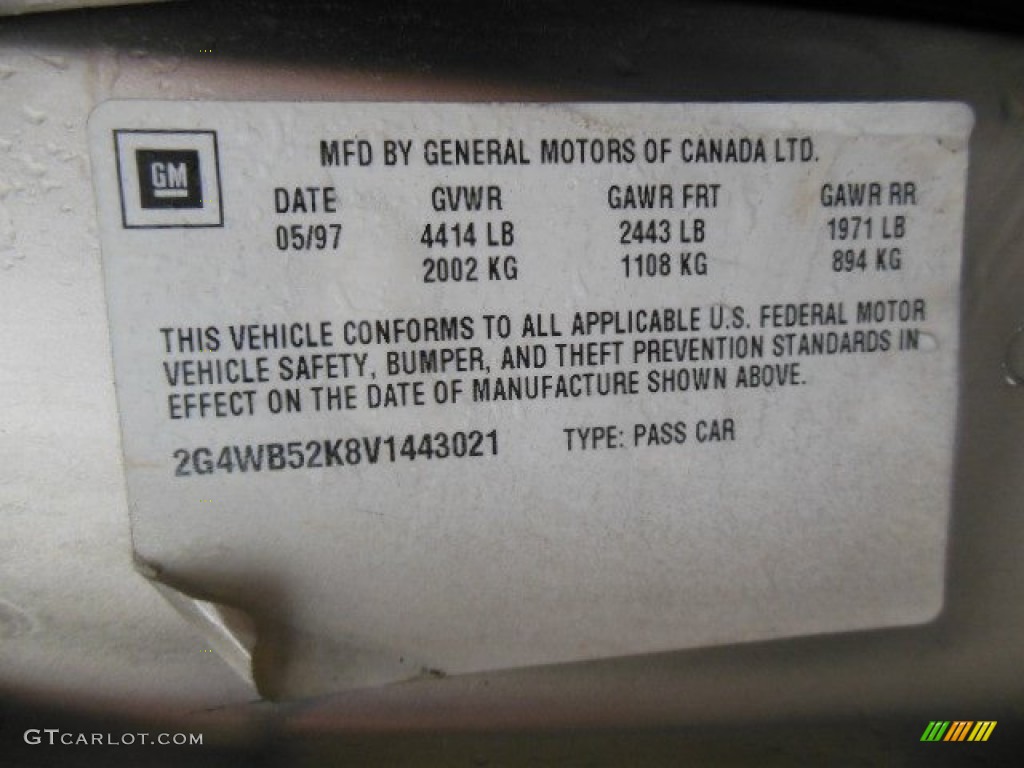 GM
MFD BY GENERAL MOTORS OF CANADA LTD.
DATE GVWR GAWR FRT GAWR RR
05/97 4414 LB 2443 LB 1971 LB
2002 KG 1108 KG 894 KG
THIS VEHICLE CONFORMS TO ALL APPLICABLE U.S. FEDERAL MOTOR
VEHICLE SAFETY, BUMPER, AND THEFT PREVENTION STANDARDS IN
EFFECT ON THE DATE OF MANUFACTURE SHOWN ABOVE.
2G4WB52K8V1443021 TYPE: PASS CAR
GTCARLOT.COM